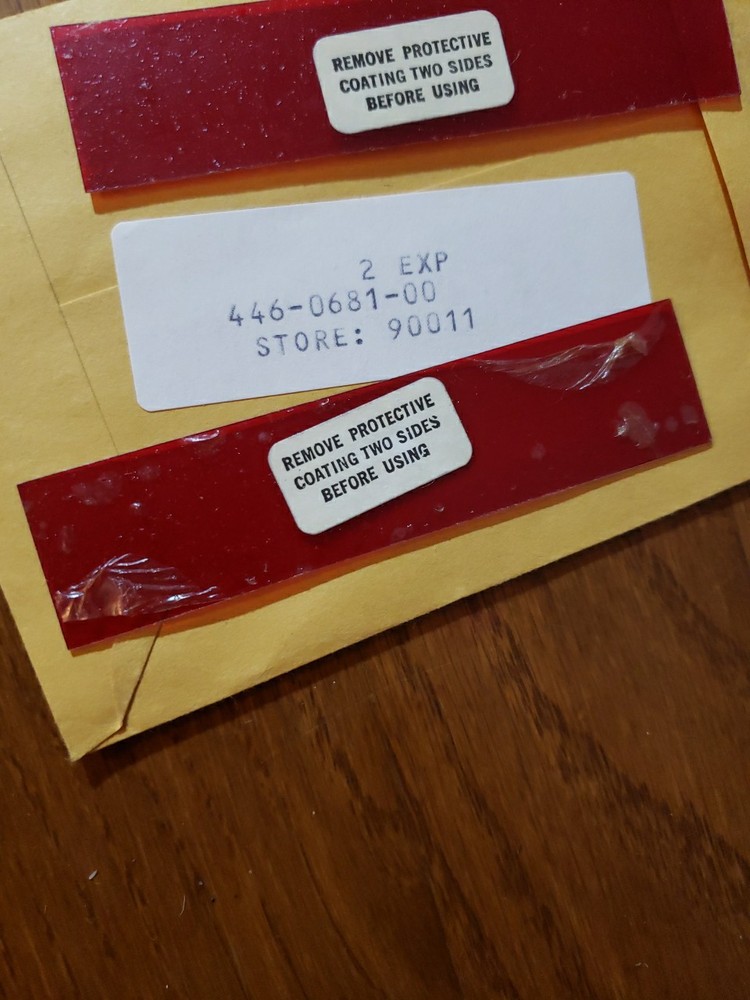 REMOVE PROTECTIVE
COATING TWO SIDES
BEFORE USING
2 EXP
446-0681-00
STORE: 90011
REMOVE PROTECTIVE
COATING TWO SIDES
BEFORE USING